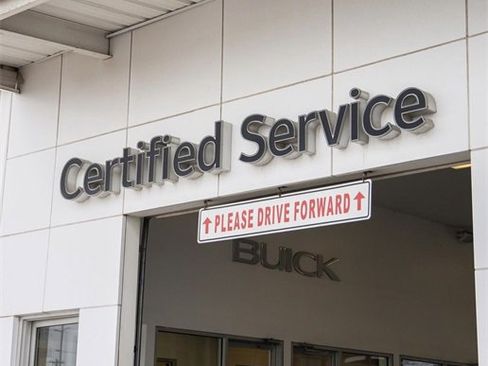 Certified Service
↑PLEASE DRIVE FORWARD↑
BUICK